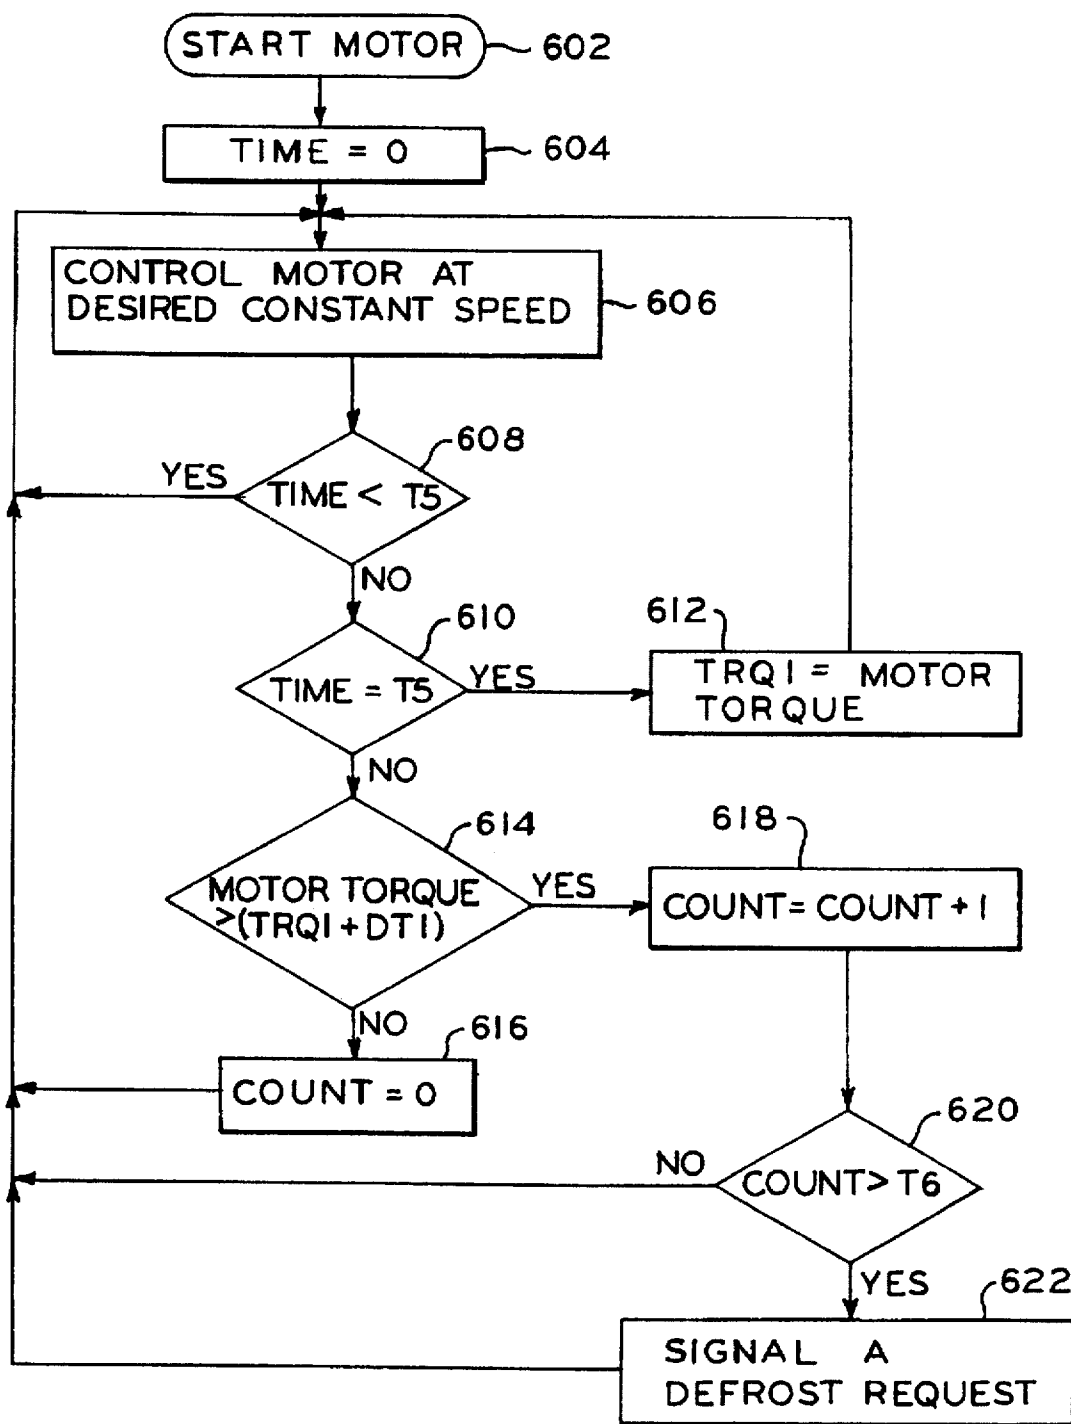 START MOTOR
602
TIME = 0
604
CONTROL MOTOR AT
DESIRED CONSTANT SPEED
606
608
YES
TIME < T5
NO
610
612
TIME = T5
YES
TRQ1 = MOTOR
TORQUE
NO
614
618
MOTOR TORQUE
>(TRQ1+DT1)
YES
COUNT = COUNT + 1
NO
616
COUNT = 0
620
NO
COUNT > T6
YES
622
SIGNAL A
DEFROST REQUEST